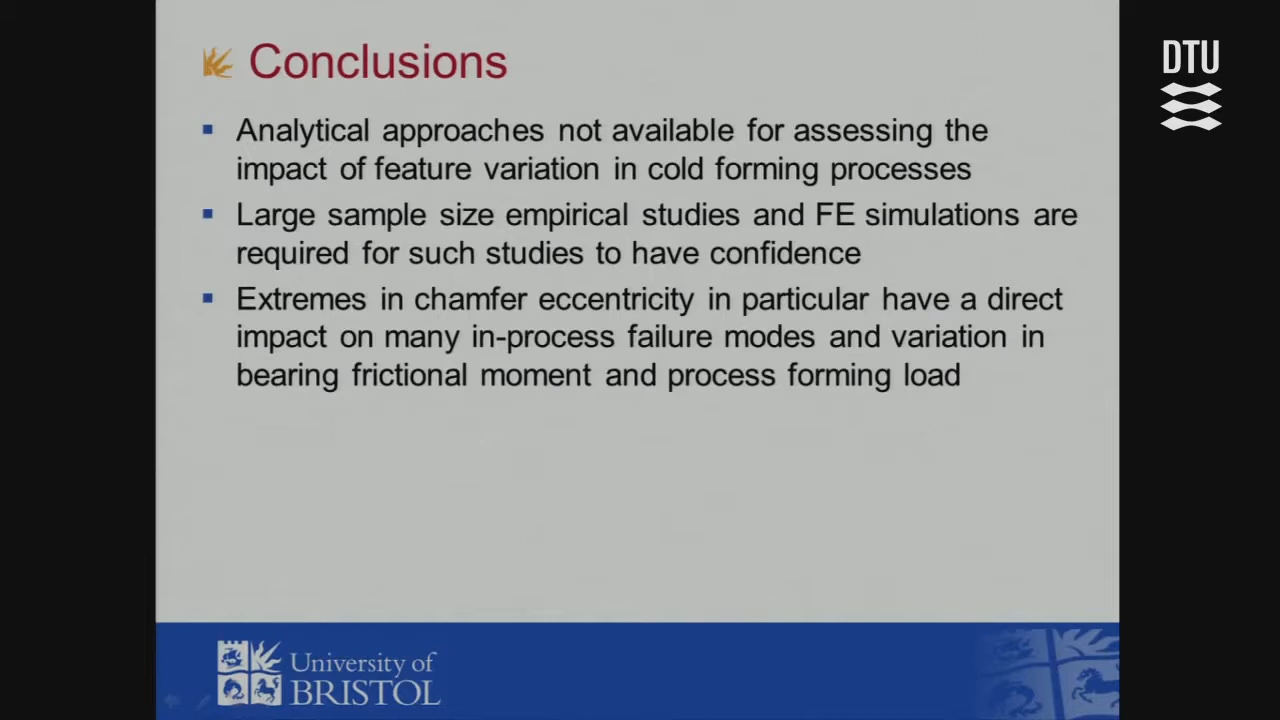 Conclusions
Analytical approaches not available for assessing the
impact of feature variation in cold forming processes
Large sample size empirical studies and FE simulations are
required for such studies to have confidence
Extremes in chamfer eccentricity in particular have a direct
impact on many in-process failure modes and variation in
bearing frictional moment and process forming load
DTU
University of
BRISTOL